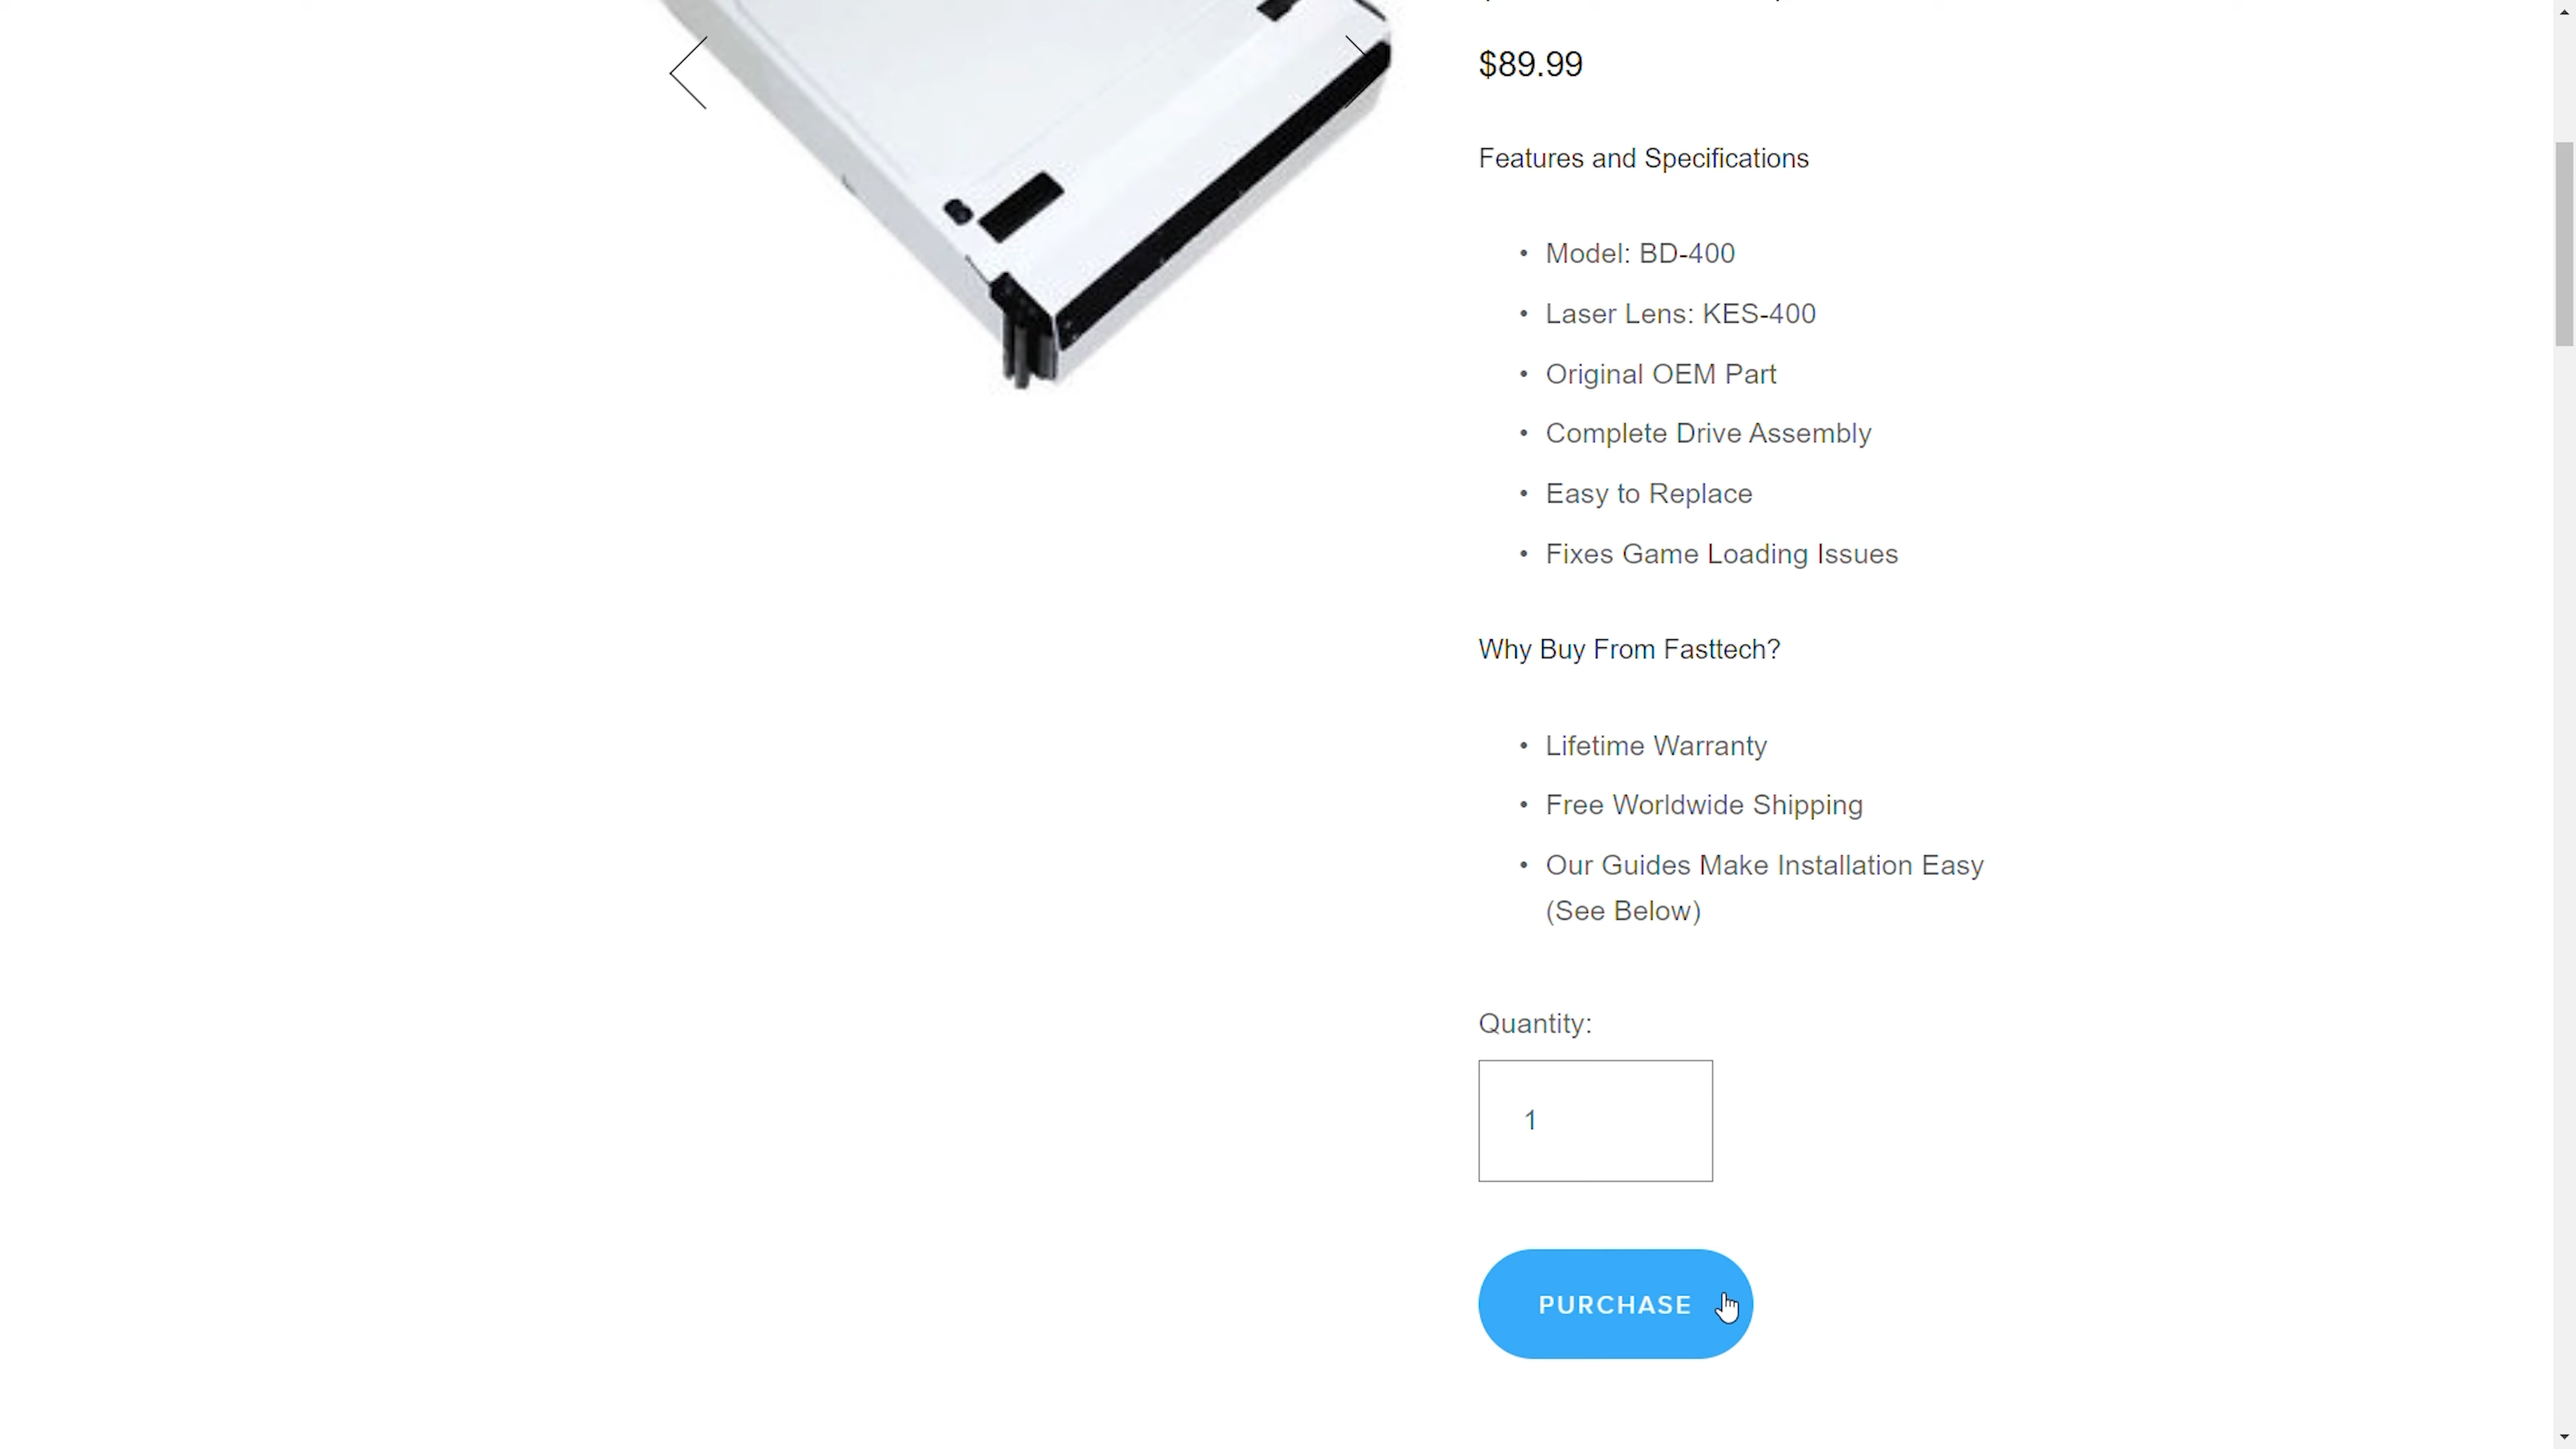 $89.99
Features and Specifications
• Model: BD-400
• Laser Lens: KES-400
• Original OEM Part
• Complete Drive Assembly
• Easy to Replace
• Fixes Game Loading Issues
Why Buy From Fasttech?
• Lifetime Warranty
• Free Worldwide Shipping
• Our Guides Make Installation Easy
(See Below)
Quantity:
1
PURCHASE